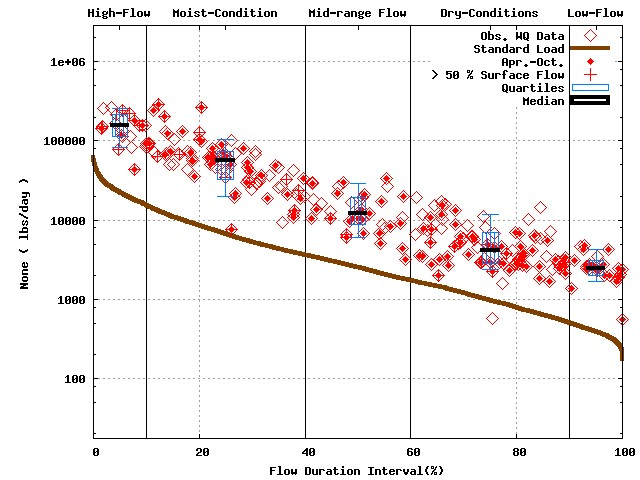 High-Flow Moist-Condition Mid-range Flow Dry-Conditions Low-Flow
Obs. WQ Data
Standard Load
Apr.-Oct.
> 50 % Surface Flow
Quartiles
Median
1e+06
100000
10000
1000
100
None ( lbs/day )
0 20 40 60 80 100
Flow Duration Interval(%)